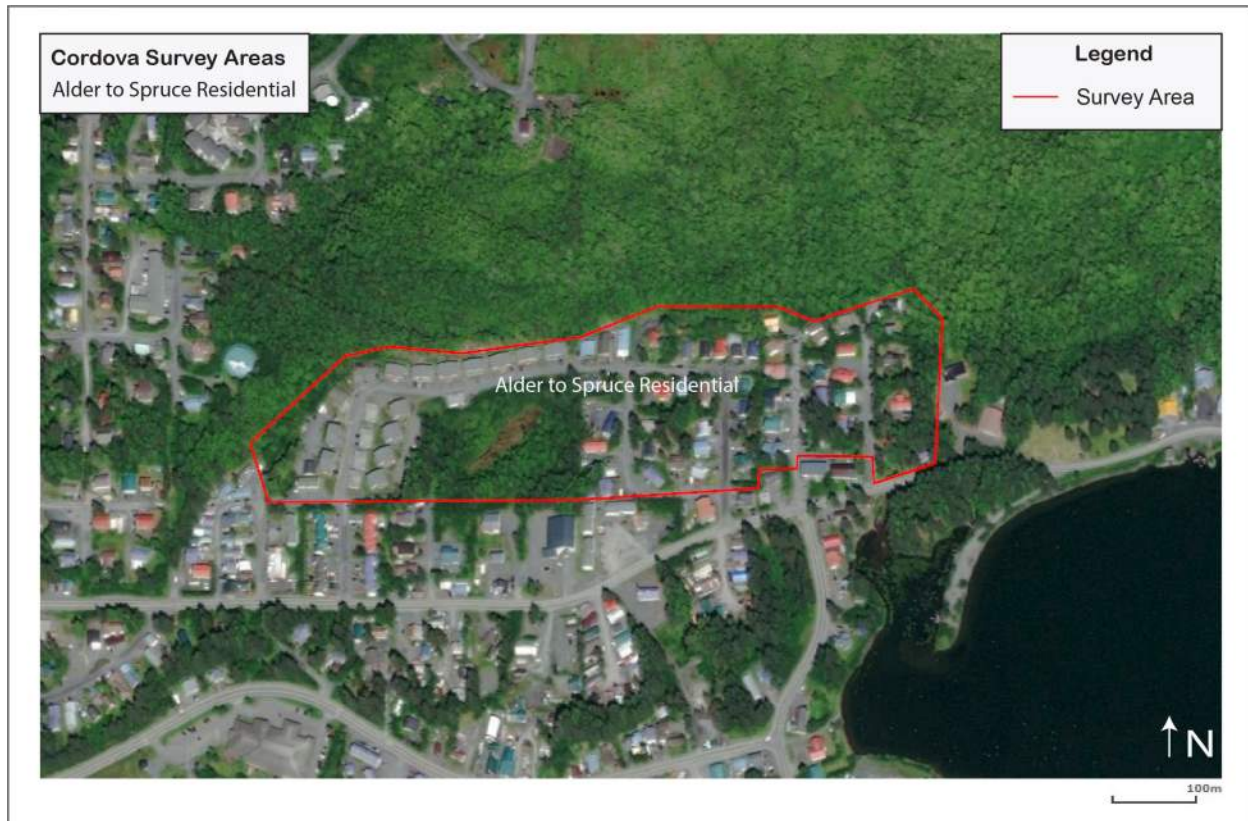 Cordova Survey Areas
Alder to Spruce Residential
Legend
Survey Area
Alder to Spruce Residential
N
100m